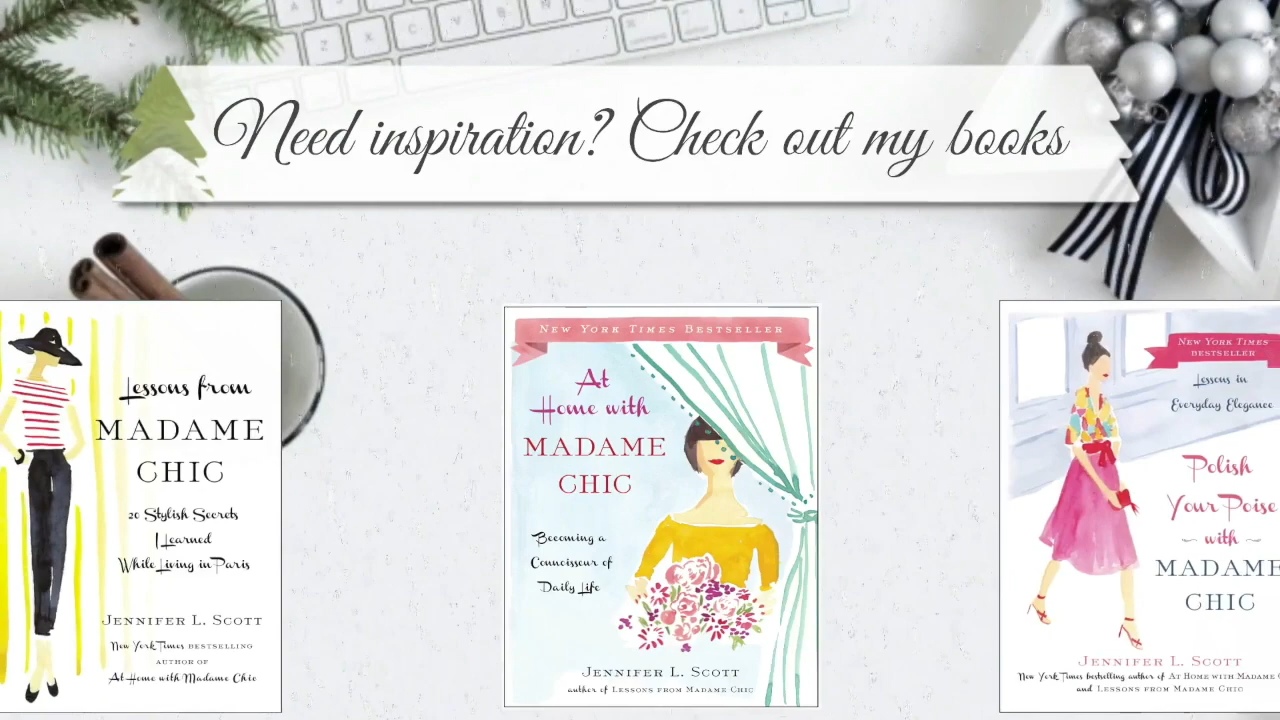 Z X C V B N M
Need inspiration? Check out my books
Lessons from
MADAME
CHIC
20 Stylish Secrets
I Learned
While Living in Paris
JENNIFER L. SCOTT
New York Times BESTSELLING
AUTHOR OF
At Home with Madame Chic
NEW YORK TIMES BESTSELLER
At
Home with
MADAME
CHIC
Becoming a
Connoisseur of
Daily Life
JENNIFER L. SCOTT
author of LESSONS FROM MADAME CHIC
NEW YORK TIMES
BESTSELLER
Lessons in
Everyday Elegance
Polish
Your Poise
with
MADAME
CHIC
JENNIFER L. SCOTT
New York Times bestselling author of AT HOME WITH MADAME
and LESSONS FROM MADAME CHIC